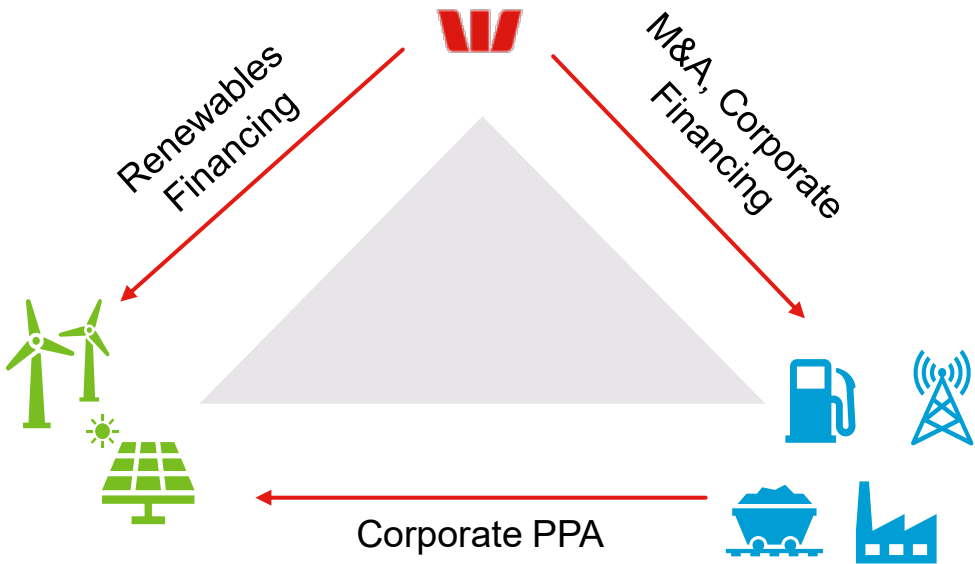 Renewables
Financing
M&A, Corporate
Financing
Corporate PPA